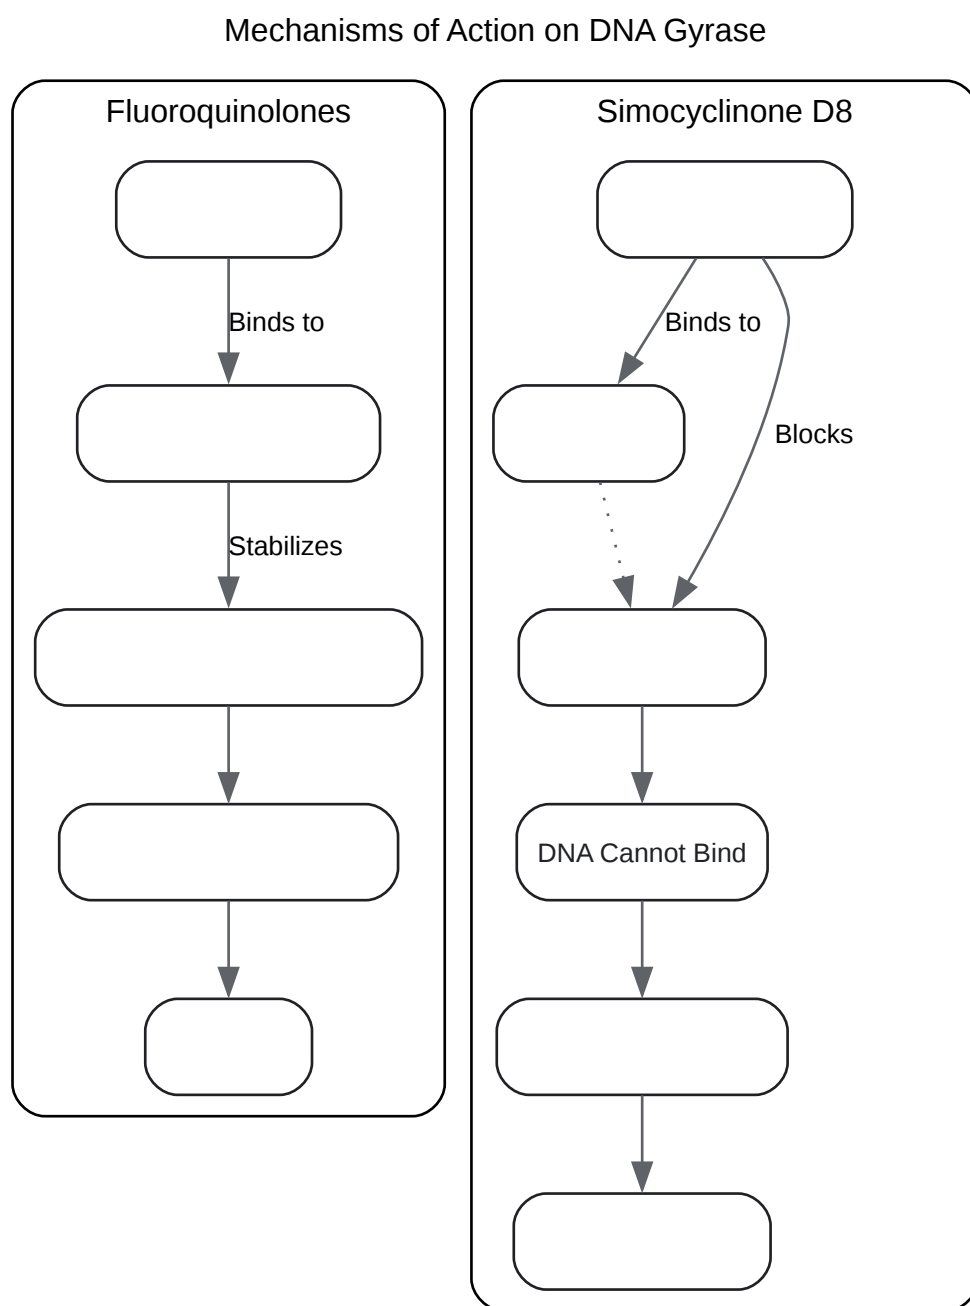 Mechanisms of Action on DNA Gyrase
Fluoroquinolones
Binds to
Stabilizes
Simocyclinone D8
Binds to
Blocks
DNA Cannot Bind